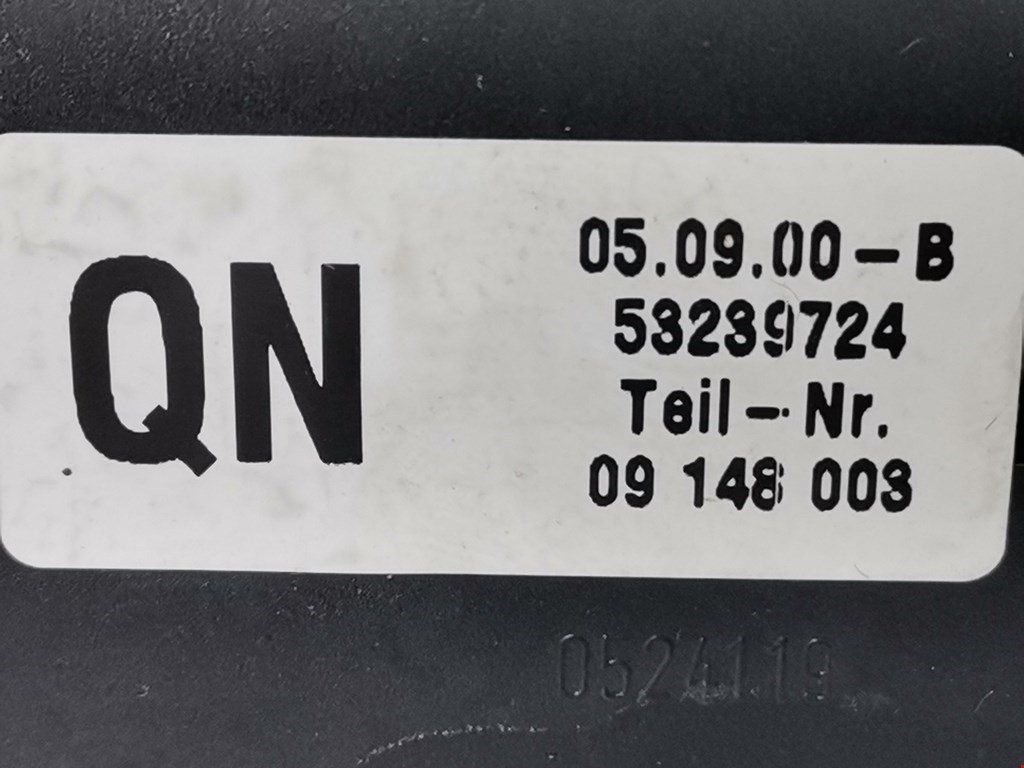 QN
05.09.00-B
53239724
Teil-Nr.
09 148 003
0524119